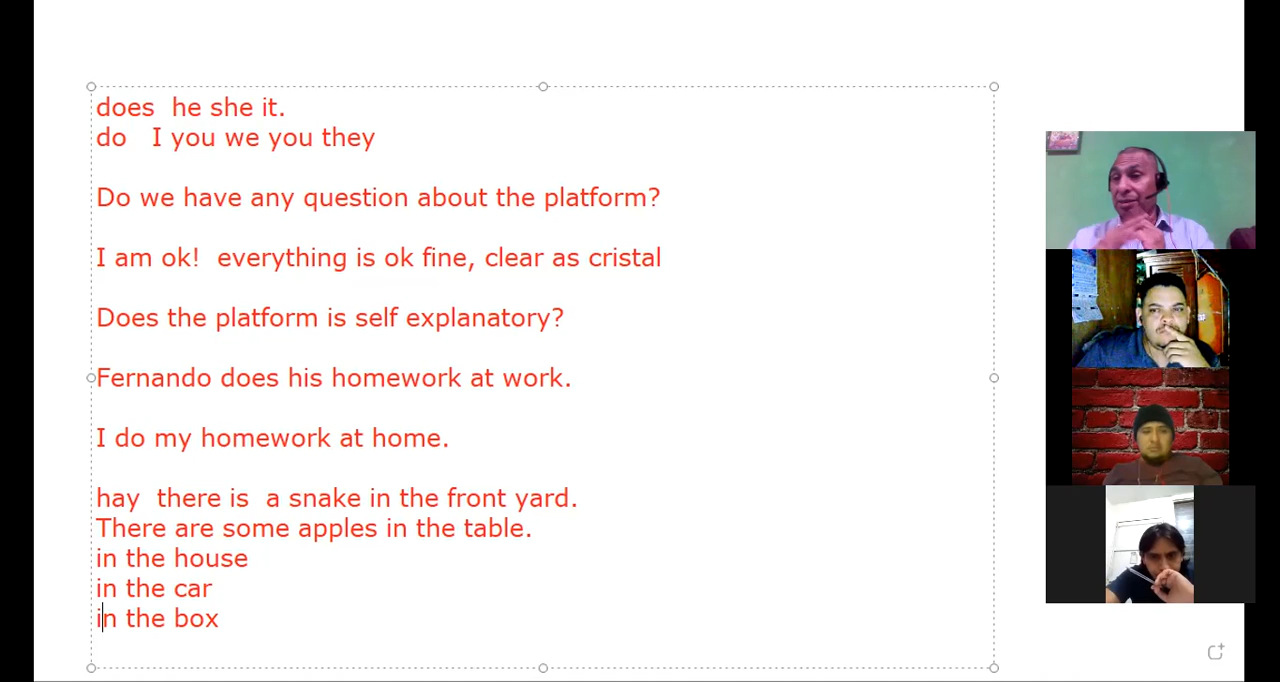 does he she it.
do I you we you they
Do we have any question about the platform?
I am ok! everything is ok fine, clear as cristal
Does the platform is self explanatory?
Fernando does his homework at work.
I do my homework at home.
hay there is a snake in the front yard.
There are some apples in the table.
in the house
in the car
in the box